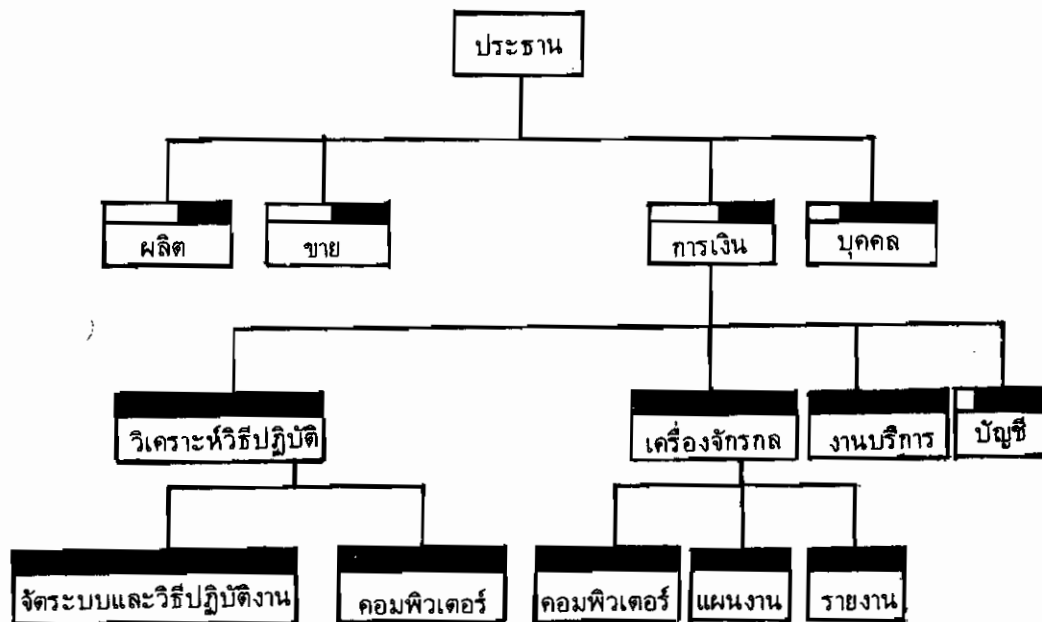 ประธาน
ผลิต
ขาย
การเงิน
บุคคล
วิเคราะห์วิธีปฏิบัติ
เครื่องจักรกล
งานบริการ
บัญชี
จัดระบบและวิธีปฏิบัติงาน
คอมพิวเตอร์
คอมพิวเตอร์
แผนงาน
รายงาน